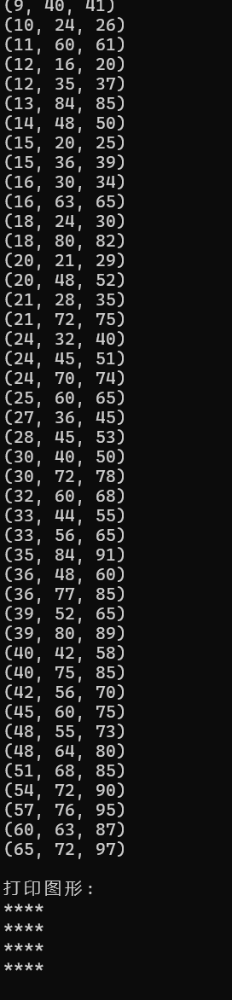 (9, 40, 41)
(10, 24, 26)
(11, 60, 61)
(12, 16, 20)
(12, 35, 37)
(13, 84, 85)
(14, 48, 50)
(15, 20, 25)
(15, 36, 39)
(16, 30, 34)
(16, 63, 65)
(18, 24, 30)
(18, 80, 82)
(20, 21, 29)
(20, 48, 52)
(21, 28, 35)
(21, 72, 75)
(24, 32, 40)
(24, 45, 51)
(24, 70, 74)
(25, 60, 65)
(27, 36, 45)
(28, 45, 53)
(30, 40, 50)
(30, 72, 78)
(32, 60, 68)
(33, 44, 55)
(33, 56, 65)
(35, 84, 91)
(36, 48, 60)
(36, 77, 85)
(39, 52, 65)
(39, 80, 89)
(40, 42, 58)
(40, 75, 85)
(42, 56, 70)
(45, 60, 75)
(48, 55, 73)
(48, 64, 80)
(51, 68, 85)
(54, 72, 90)
(57, 76, 95)
(60, 63, 87)
(65, 72, 97)
打印图形:
****
****
****
****